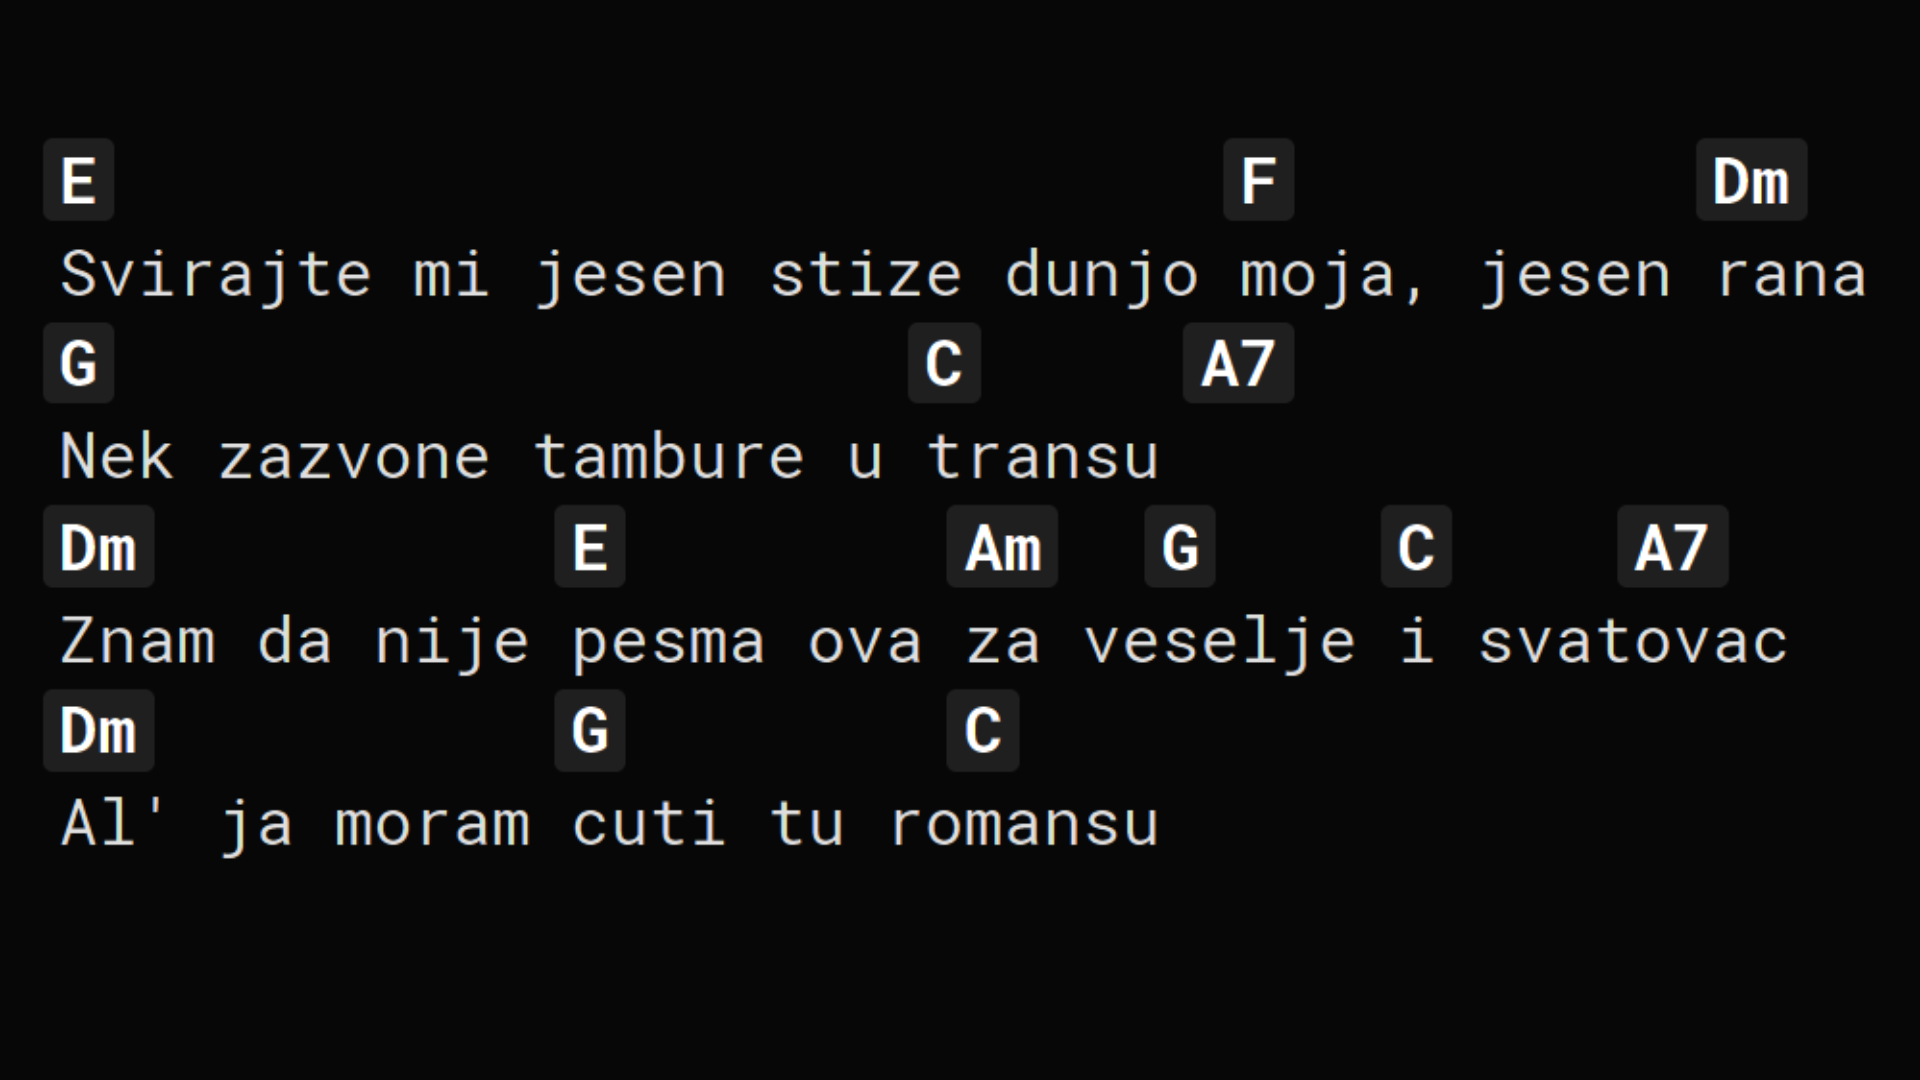 E F Dm
Svirajte mi jesen stize dunjo moja, jesen rana
G C A7
Nek zazvone tambure u transu
Dm E Am G C A7
Znam da nije pesma ova za veselje i svatovac
Dm G C
Al' ja moram cuti tu romansu